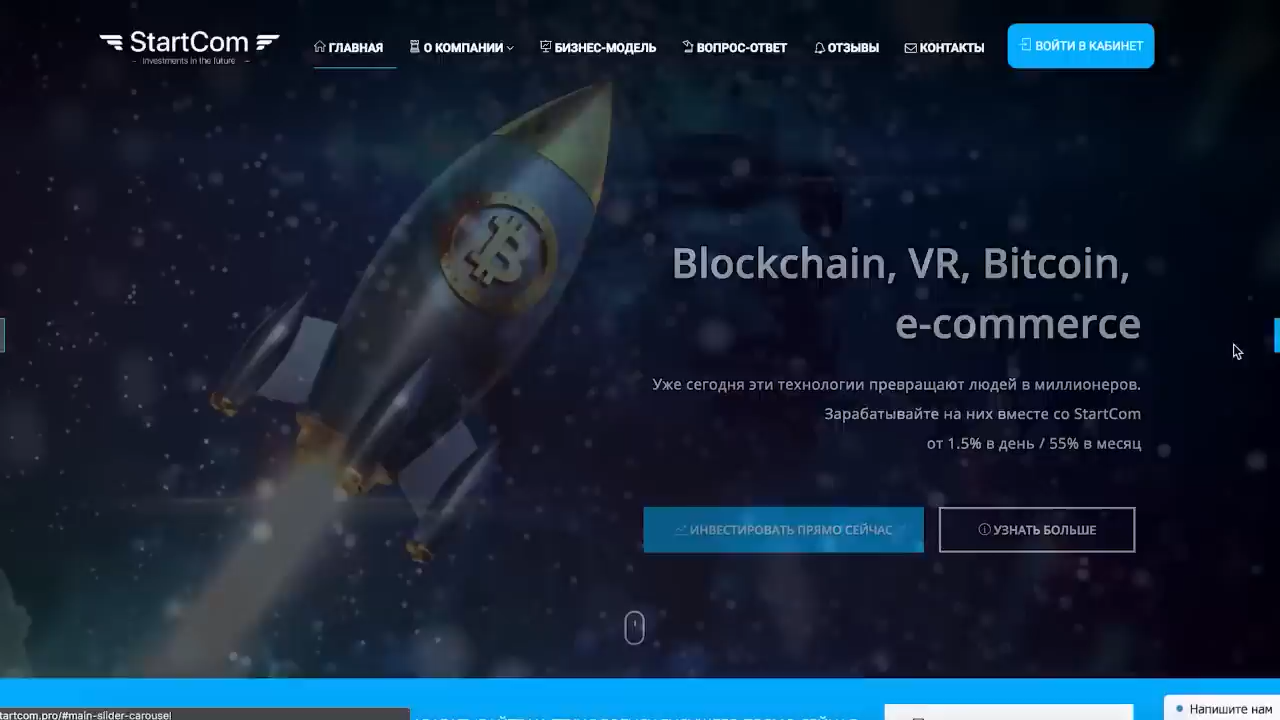 StartCom
investments in the future
ГЛАВНАЯ
О КОМПАНИИ
БИЗНЕС-МОДЕЛЬ
ВОПРОС-ОТВЕТ
ОТЗЫВЫ
КОНТАКТЫ
ВОЙТИ В КАБИНЕТ
Blockchain, VR, Bitcoin,
e-commerce
Уже сегодня эти технологии превращают людей в миллионеров.
Зарабатывайте на них вместе со StartCom
от 1.5% в день / 55% в месяц
ИНВЕСТИРОВАТЬ ПРЯМО СЕЙЧАС
УЗНАТЬ БОЛЬШЕ
tartcom.pro/#main-slider-carousel
Напишите нам